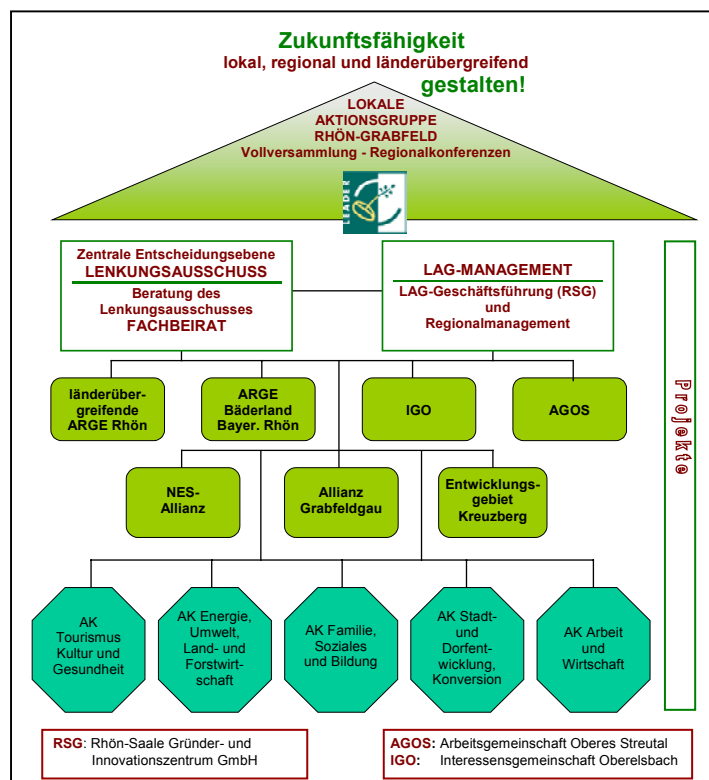 Zukunftsfähigkeit
lokal, regional und länderübergreifend
gestalten!
LOKALE
AKTIONSGRUPPE
RHÖN-GRABFELD
Vollversammlung - Regionalkonferenzen
LEADER
Zentrale Entscheidungsebene
LENKUNGSAUSSCHUSS
Beratung des
Lenkungsausschusses
FACHBEIRAT
LAG-MANAGEMENT
LAG-Geschäftsführung (RSG)
und
Regionalmanagement
Projekte
länderüber-
greifende
ARGE Rhön
ARGE
Bäderland
Bayer. Rhön
IGO
AGOS
NES-
Allianz
Allianz
Grabfeldgau
Entwicklungs-
gebiet
Kreuzberg
AK
Tourismus
Kultur und
Gesundheit
AK Energie,
Umwelt,
Land- und
Forstwirt-
schaft
AK Familie,
Soziales
und Bildung
AK Stadt-
und
Dorfent-
wicklung,
Konversion
AK Arbeit
und
Wirtschaft
RSG: Rhön-Saale Gründer- und
Innovationszentrum GmbH
AGOS: Arbeitsgemeinschaft Oberes Streutal
IGO: Interessensgemeinschaft Oberelsbach